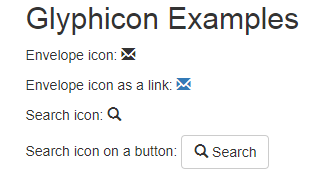 Glyphicon Examples
Envelope icon:
Envelope icon as a link:
Search icon:
Search icon on a button: Search